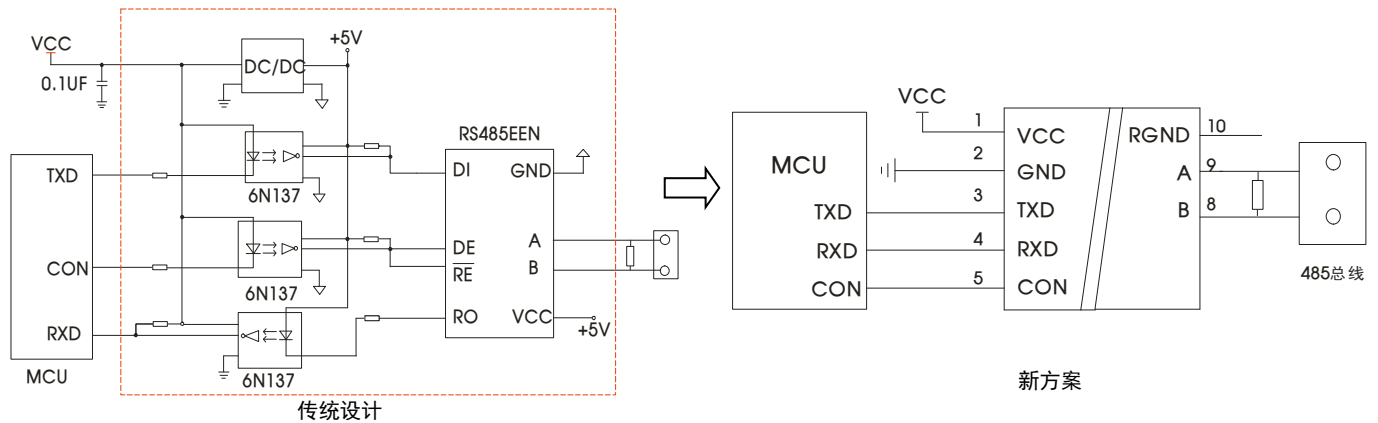 VCC
0.1UF
DC/DC
+5V
TXD
CON
RXD
MCU
6N137
6N137
6N137
RS485EEN
DI
GND
DE
RE
A
B
RO
VCC
+5V
传统设计
MCU
TXD
RXD
CON
VCC
1
2
3
4
5
VCC
GND
TXD
RXD
CON
RGND
A
B
10
9
8
485总线
新方案